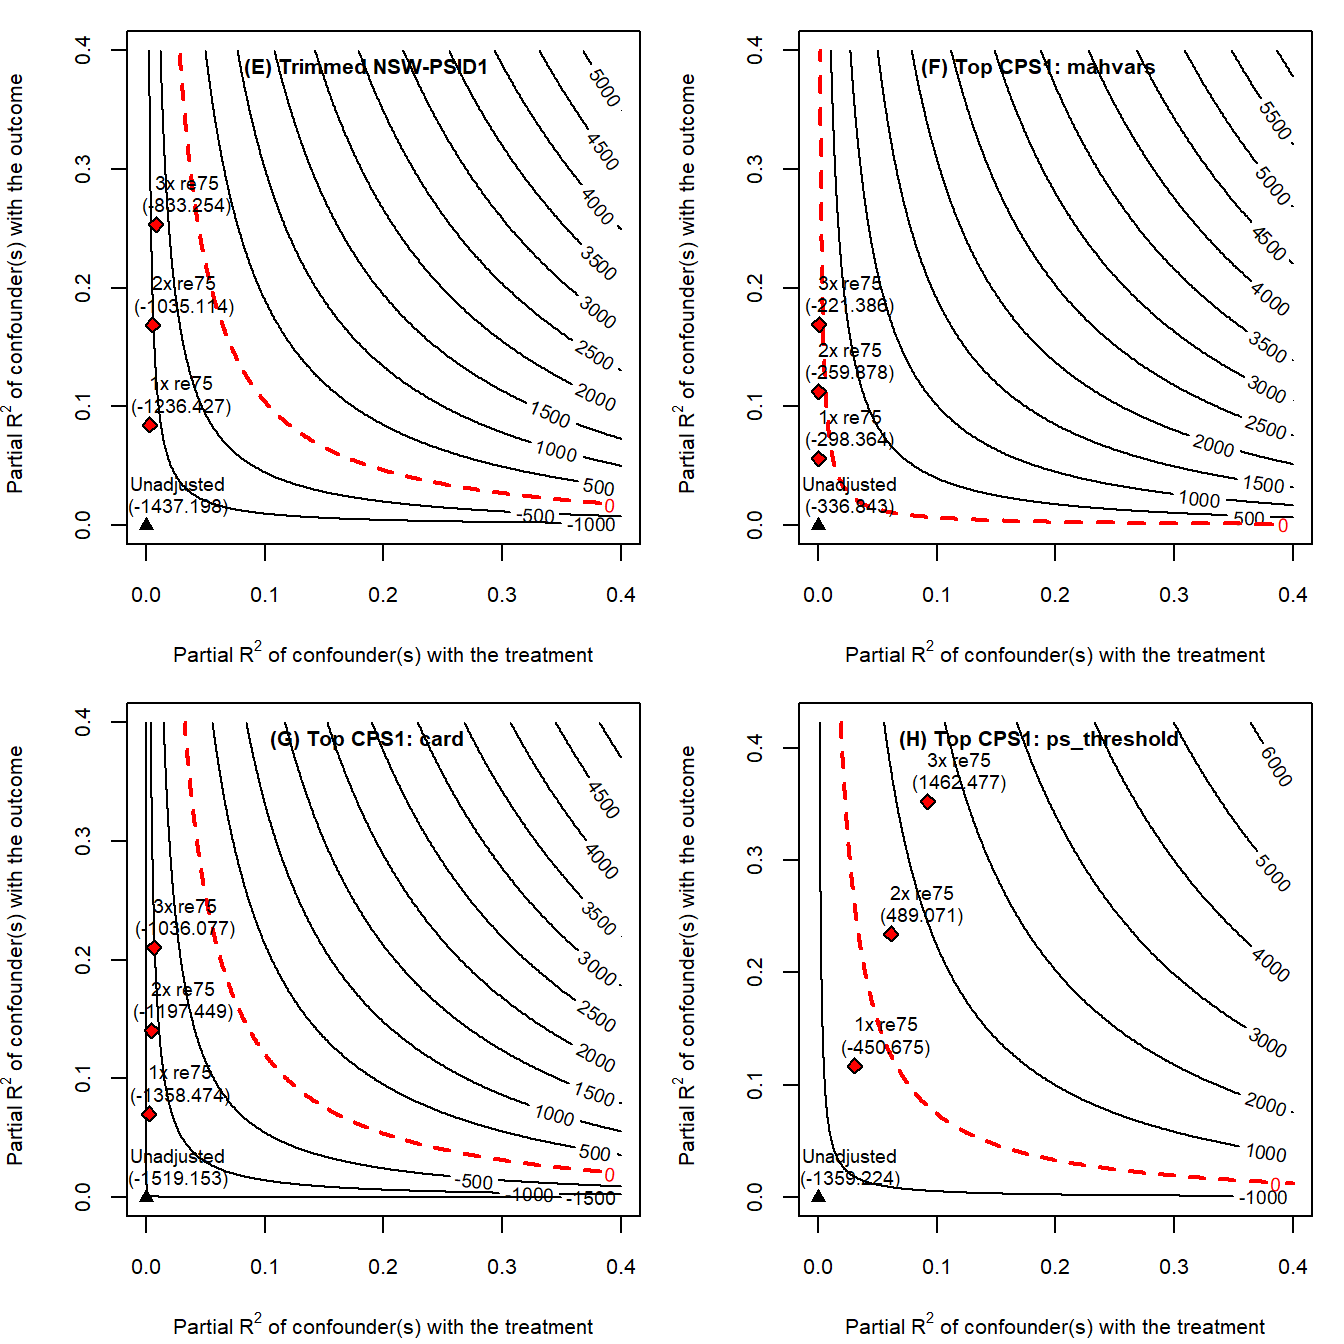 (E) Trimmed NSW-PSID1
Partial R2 of confounder(s) with the outcome
0.4
0.3
0.2
0.1
0.0
3x re75
(-833.254)
2x re75
(-1035.114)
1x re75
(-1236.427)
Unadjusted
(-1437.198)
5000
4500
4000
3500
3000
2500
2000
1500
1000
500
0
-500
-1000
0.0 0.1 0.2 0.3 0.4
Partial R2 of confounder(s) with the treatment
(F) Top CPS1: mahvars
Partial R2 of confounder(s) with the outcome
0.4
0.3
0.2
0.1
0.0
3x re75
(-221.386)
2x re75
(-259.878)
1x re75
(-298.364)
Unadjusted
(-336.843)
5500
5000
4500
4000
3500
3000
2500
2000
1500
1000
500
0
0.0 0.1 0.2 0.3 0.4
Partial R2 of confounder(s) with the treatment
(G) Top CPS1: card
Partial R2 of confounder(s) with the outcome
0.4
0.3
0.2
0.1
0.0
3x re75
(-1036.077)
2x re75
(-1197.449)
1x re75
(-1358.474)
Unadjusted
(-1519.153)
4500
4000
3500
3000
2500
2000
1500
1000
500
0
-500
-1000
-1500
0.0 0.1 0.2 0.3 0.4
Partial R2 of confounder(s) with the treatment
(H) Top CPS1: ps_threshold
Partial R2 of confounder(s) with the outcome
0.4
0.3
0.2
0.1
0.0
3x re75
(1462.477)
2x re75
(489.071)
1x re75
(-450.675)
Unadjusted
(-1359.224)
6000
5000
4000
3000
2000
1000
0
-1000
0.0 0.1 0.2 0.3 0.4
Partial R2 of confounder(s) with the treatment